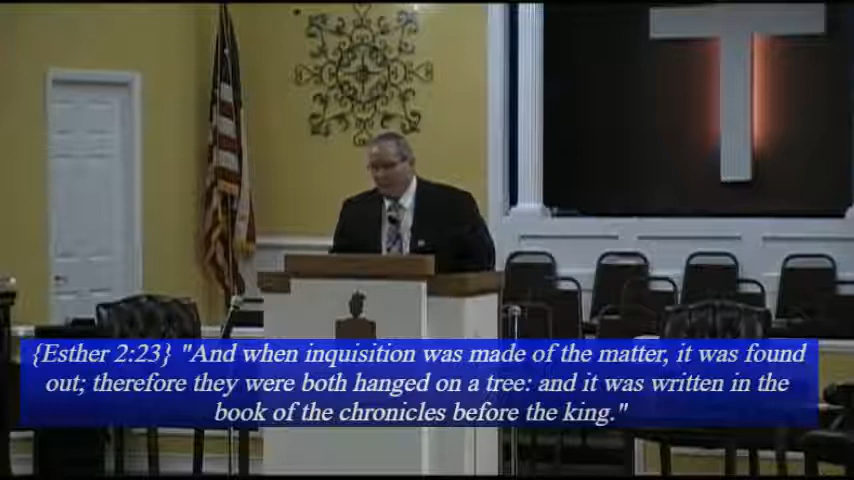 {Esther 2:23} "And when inquisition was made of the matter, it was found
out; therefore they were both hanged on a tree: and it was written in the
book of the chronicles before the king."